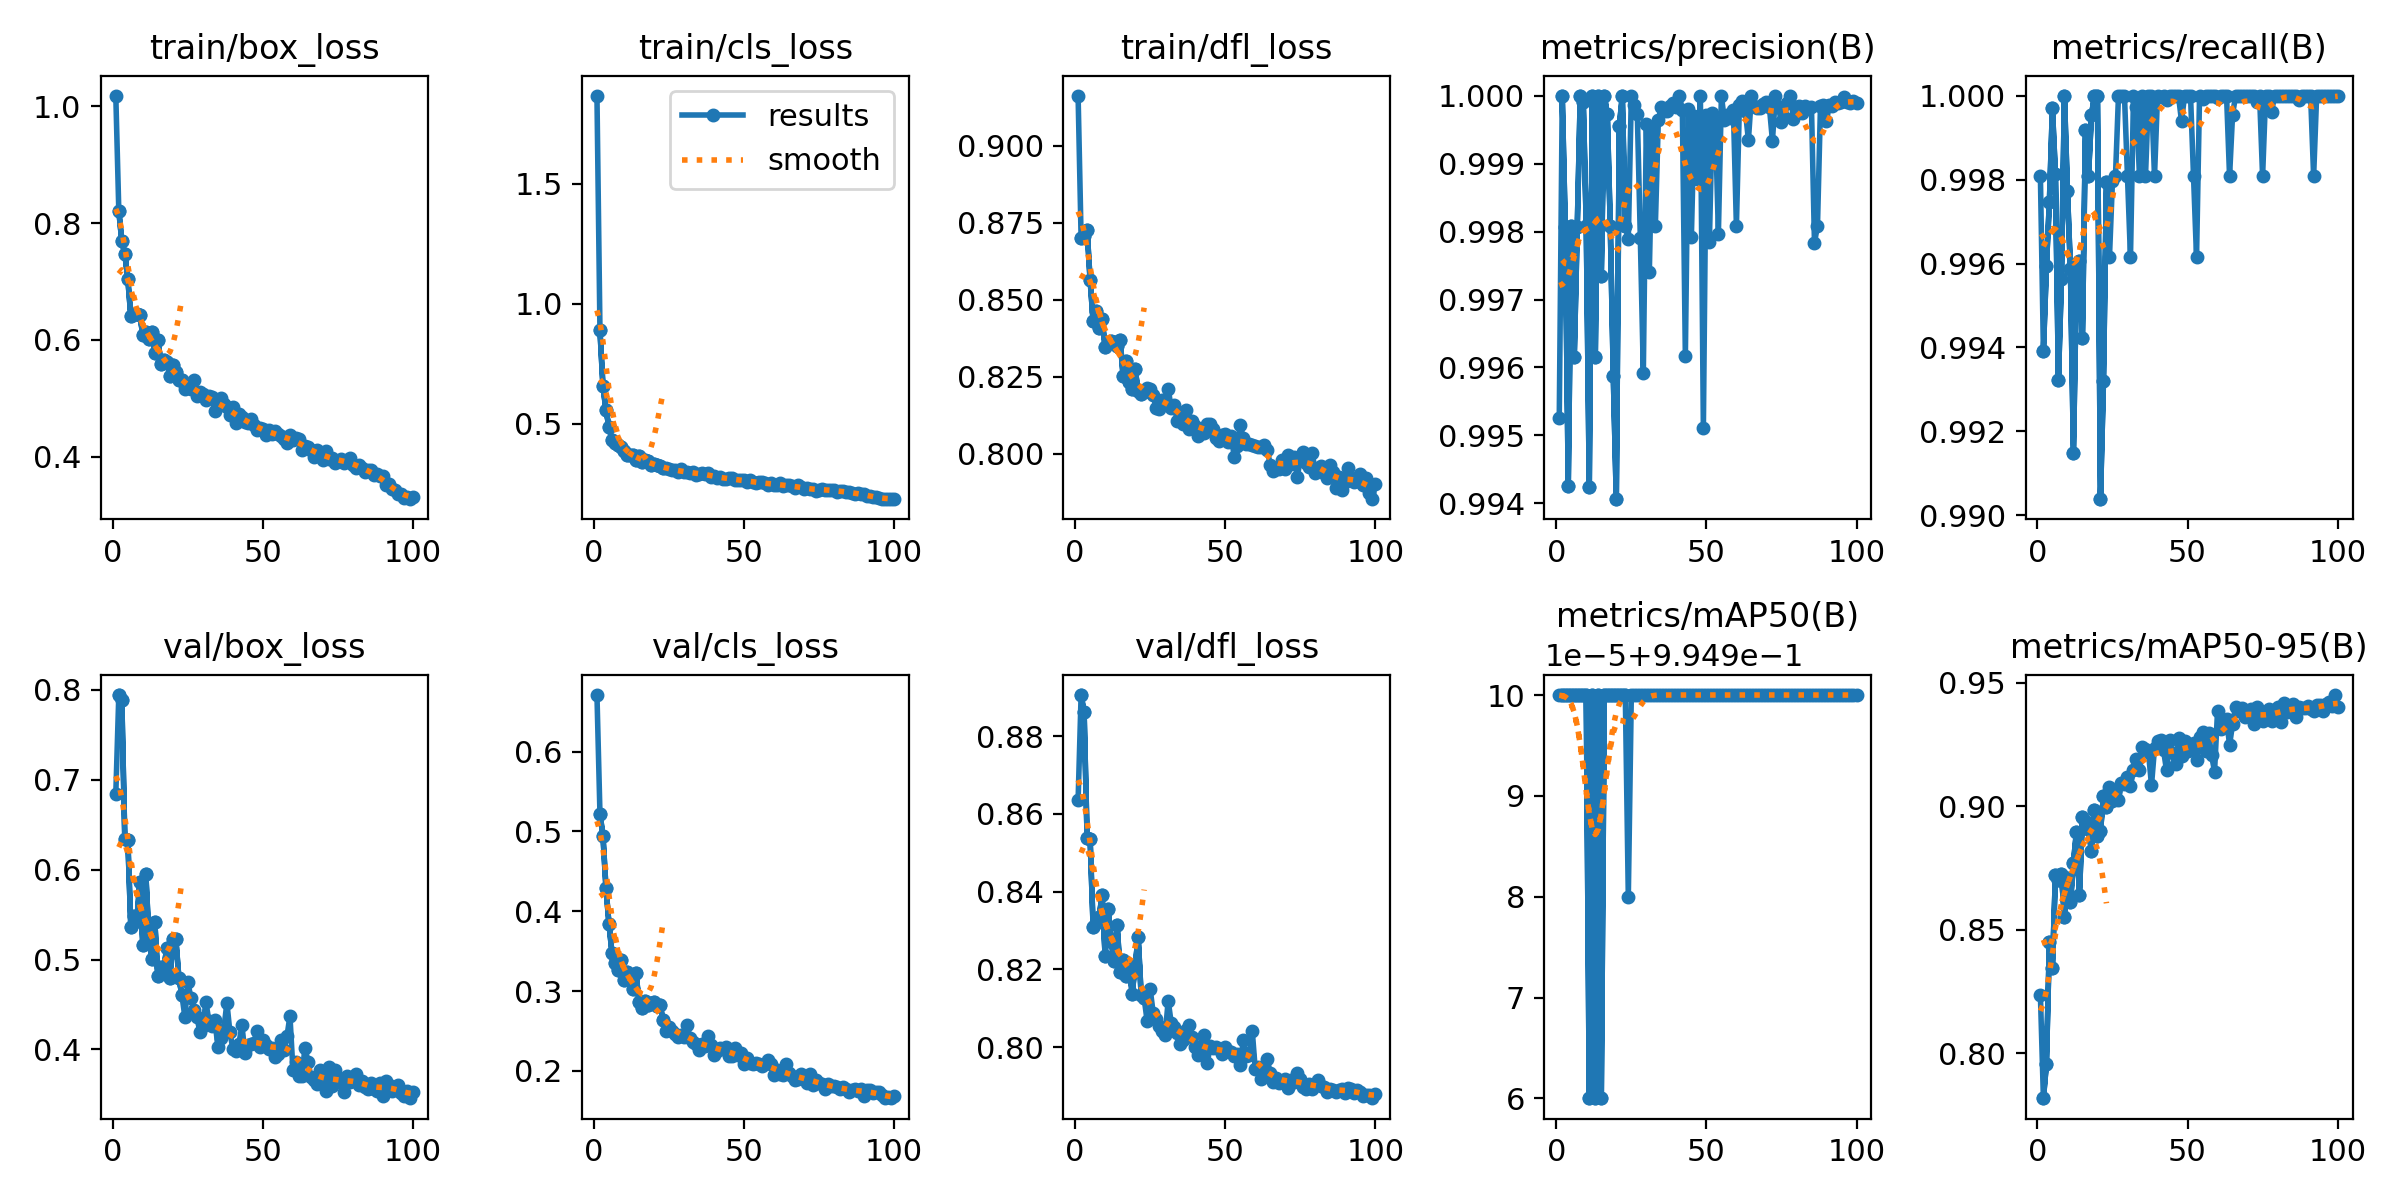 train/box_loss
1.0
0.8
0.6
0.4
0 50 100
train/cls_loss
results
smooth
1.5
1.0
0.5
0 50 100
train/dfl_loss
0.900
0.875
0.850
0.825
0.800
0 50 100
metrics/precision(B)
1.000
0.999
0.998
0.997
0.996
0.995
0.994
0 50 100
metrics/recall(B)
1.000
0.998
0.996
0.994
0.992
0.990
0 50 100
val/box_loss
0.8
0.7
0.6
0.5
0.4
0 50 100
val/cls_loss
0.6
0.5
0.4
0.3
0.2
0 50 100
val/dfl_loss
0.88
0.86
0.84
0.82
0.80
0 50 100
metrics/mAP50(B)
1e−5+9.949e−1
10
9
8
7
6
0 50 100
metrics/mAP50-95(B)
0.95
0.90
0.85
0.80
0 50 100